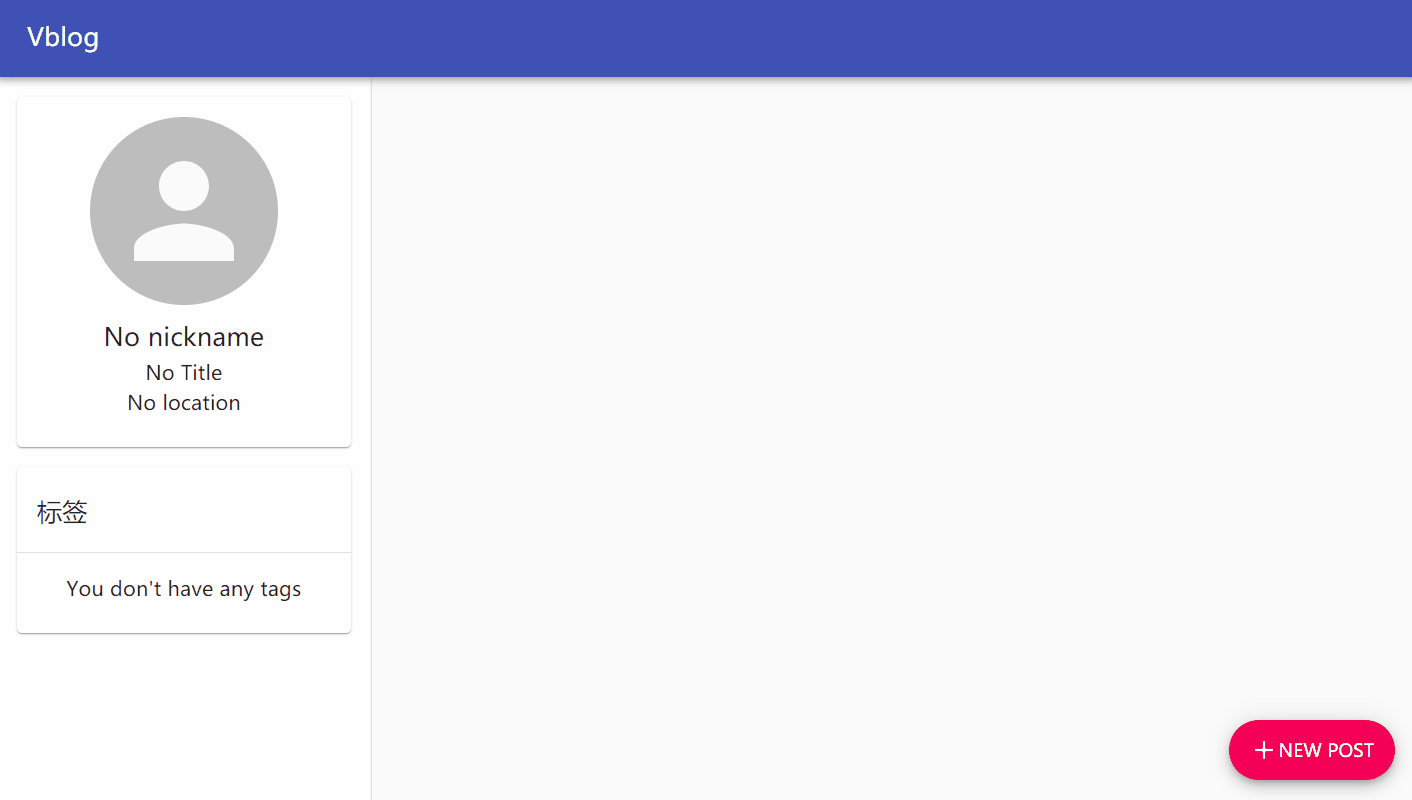 Vblog
No nickname
No Title
No location
标签
You don't have any tags
NEW POST